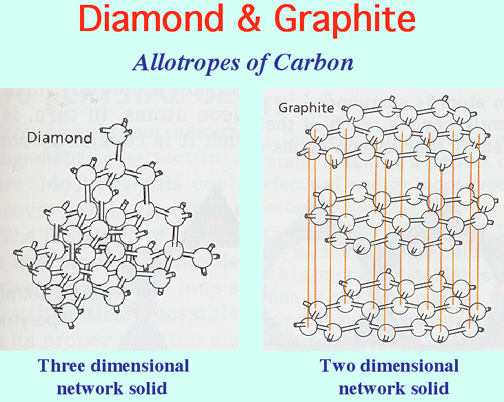 Diamond & Graphite
Allotropes of Carbon
Diamond
Graphite
Three dimensional
network solid
Two dimensional
network solid